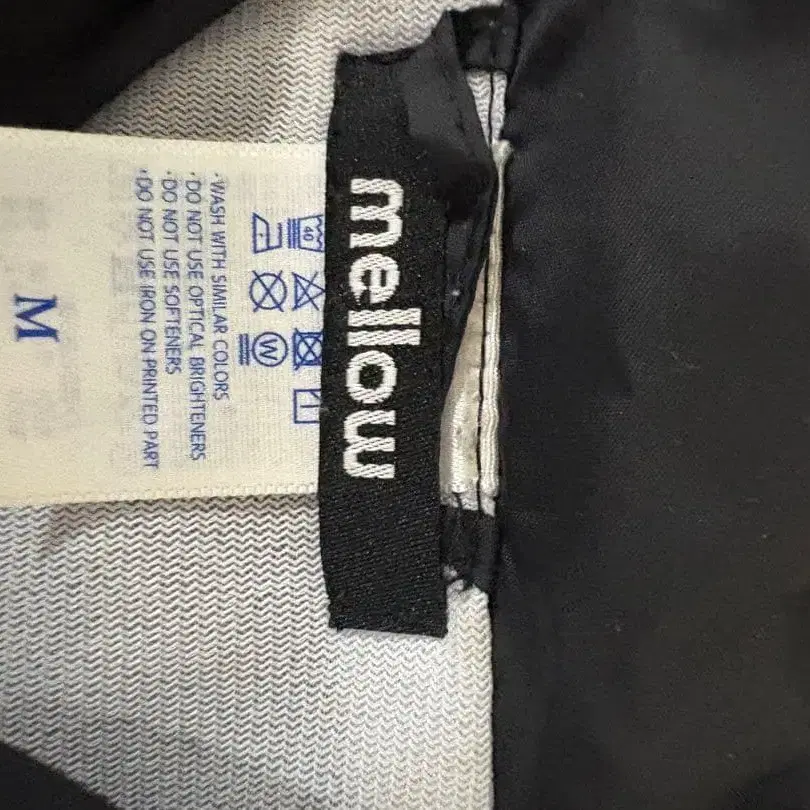 mellow
40
W
·WASH WITH SIMILAR COLORS
·DO NOT USE OPTICAL BRIGHTENERS
·DO NOT USE SOFTENERS
·DO NOT USE IRON ON PRINTED PART
M